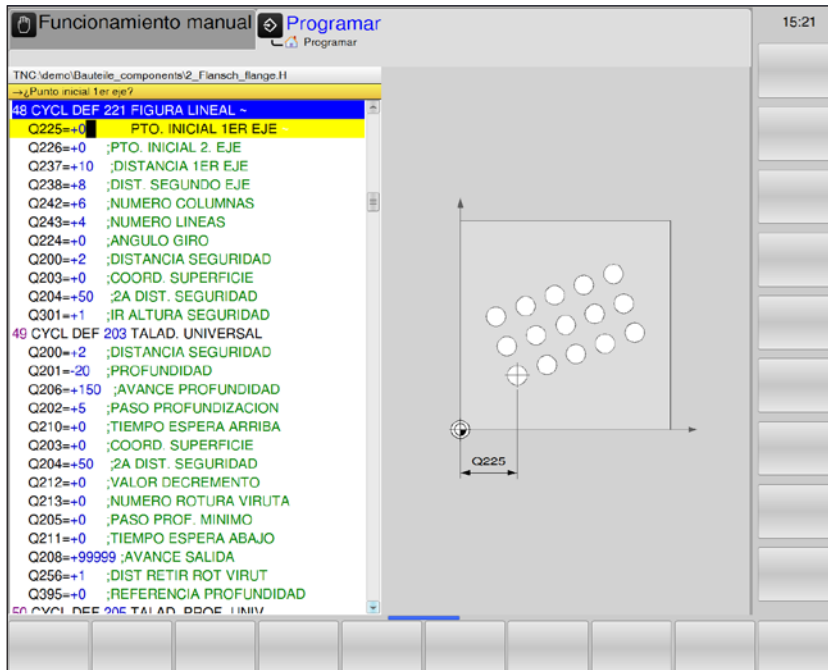 Funcionamiento manual
Programar
Programar
15:21
TNC:\demo\Bauteile_components\2_Flansch_flange.H
→¿Punto inicial 1er eje?
48 CYCL DEF 221 FIGURA LINEAL ~
Q225=+0 PTO. INICIAL 1ER EJE ~
Q226=+0 ;PTO. INICIAL 2. EJE
Q237=+10 ;DISTANCIA 1ER EJE
Q238=+8 ;DIST. SEGUNDO EJE
Q242=+6 ;NUMERO COLUMNAS
Q243=+4 ;NUMERO LINEAS
Q224=+0 ;ANGULO GIRO
Q200=+2 ;DISTANCIA SEGURIDAD
Q203=+0 ;COORD. SUPERFICIE
Q204=+50 ;2A DIST. SEGURIDAD
Q301=+1 ;IR ALTURA SEGURIDAD
49 CYCL DEF 203 TALAD. UNIVERSAL
Q200=+2 ;DISTANCIA SEGURIDAD
Q201=-20 ;PROFUNDIDAD
Q206=+150 ;AVANCE PROFUNDIDAD
Q202=+5 ;PASO PROFUNDIZACION
Q210=+0 ;TIEMPO ESPERA ARRIBA
Q203=+0 ;COORD. SUPERFICIE
Q204=+50 ;2A DIST. SEGURIDAD
Q212=+0 ;VALOR DECREMENTO
Q213=+0 ;NUMERO ROTURA VIRUTA
Q205=+0 ;PASO PROF. MINIMO
Q211=+0 ;TIEMPO ESPERA ABAJO
Q208=+99999 ;AVANCE SALIDA
Q256=+1 ;DIST RETIR ROT VIRUT
Q395=+0 ;REFERENCIA PROFUNDIDAD
50 CYCL DEF 205 TALAD. PROF. UNIV
Q225